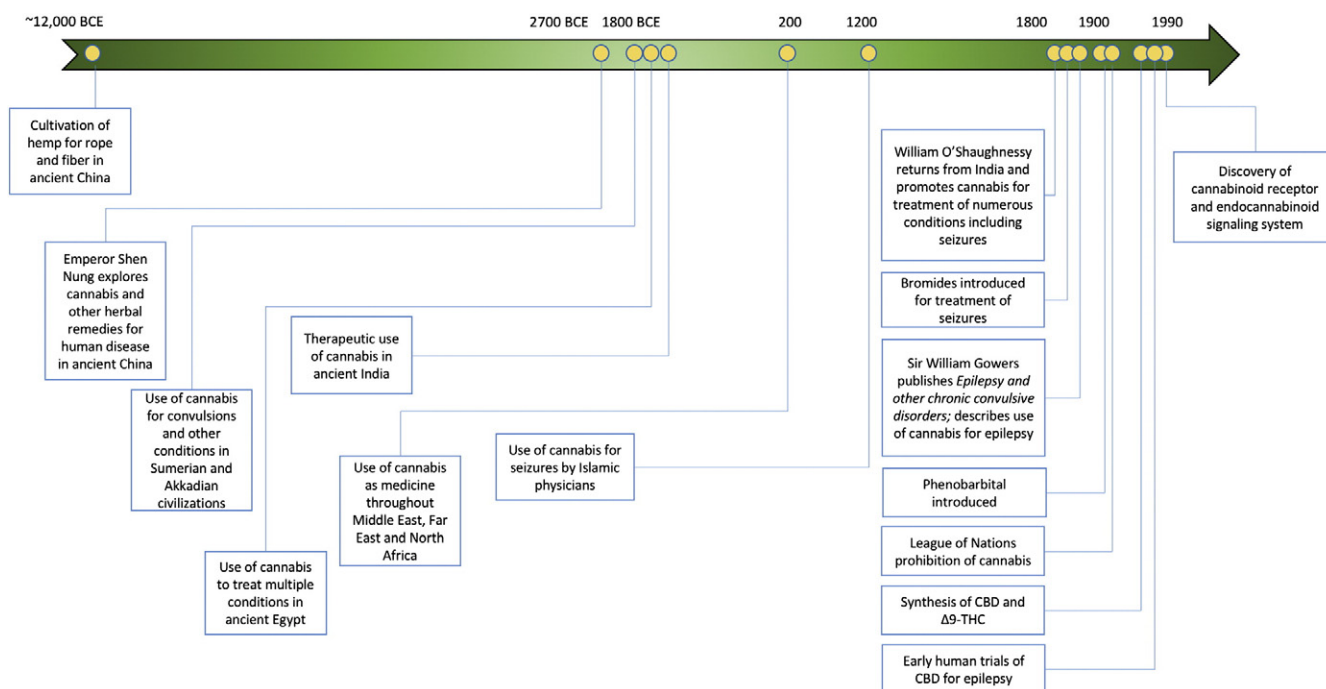 ~12,000 BCE
2700 BCE
1800 BCE
200
1200
1800
1900
1990
Cultivation of
hemp for rope
and fiber in
ancient China
Emperor Shen
Nung explores
cannabis and
other herbal
remedies for
human disease
in ancient China
Use of cannabis
for convulsions
and other
conditions in
Sumerian and
Akkadian
civilizations
Use of cannabis
to treat multiple
conditions in
ancient Egypt
Therapeutic use
of cannabis in
ancient India
Use of cannabis
as medicine
throughout
Middle East, Far
East and North
Africa
Use of cannabis for
seizures by Islamic
physicians
William O’Shaughnessy
returns from India and
promotes cannabis for
treatment of numerous
conditions including
seizures
Bromides introduced
for treatment of
seizures
Sir William Gowers
publishes Epilepsy and
other chronic convulsive
disorders; describes use
of cannabis for epilepsy
Phenobarbital
introduced
League of Nations
prohibition of cannabis
Synthesis of CBD and
Δ9-THC
Early human trials of
CBD for epilepsy
Discovery of
cannabinoid receptor
and endocannabinoid
signaling system